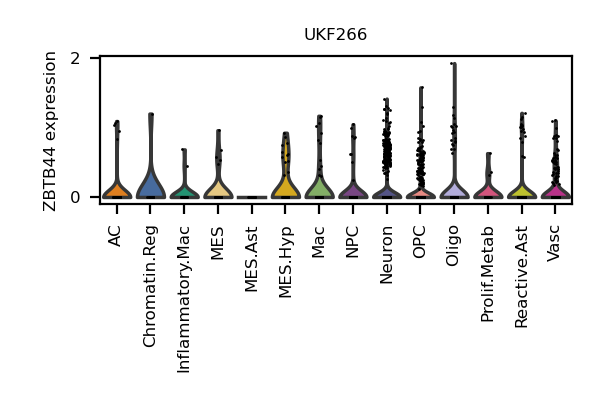 UKF266
ZBTB44 expression
2
0
AC
Chromatin.Reg
Inflammatory.Mac
MES
MES.Ast
MES.Hyp
Mac
NPC
Neuron
OPC
Oligo
Prolif.Metab
Reactive.Ast
Vasc